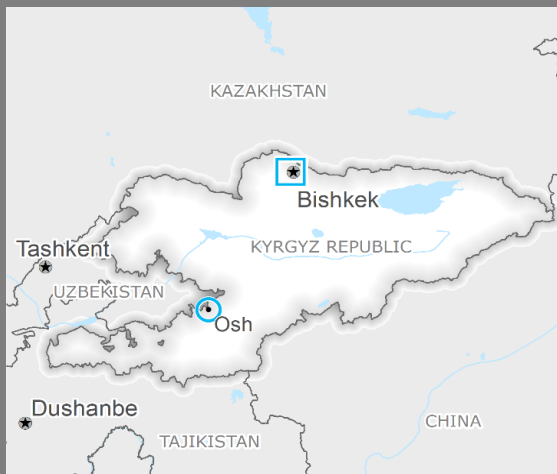 KAZAKHSTAN
Bishkek
KYRGYZ REPUBLIC
Tashkent
UZBEKISTAN
Osh
Dushanbe
CHINA
TAJIKISTAN